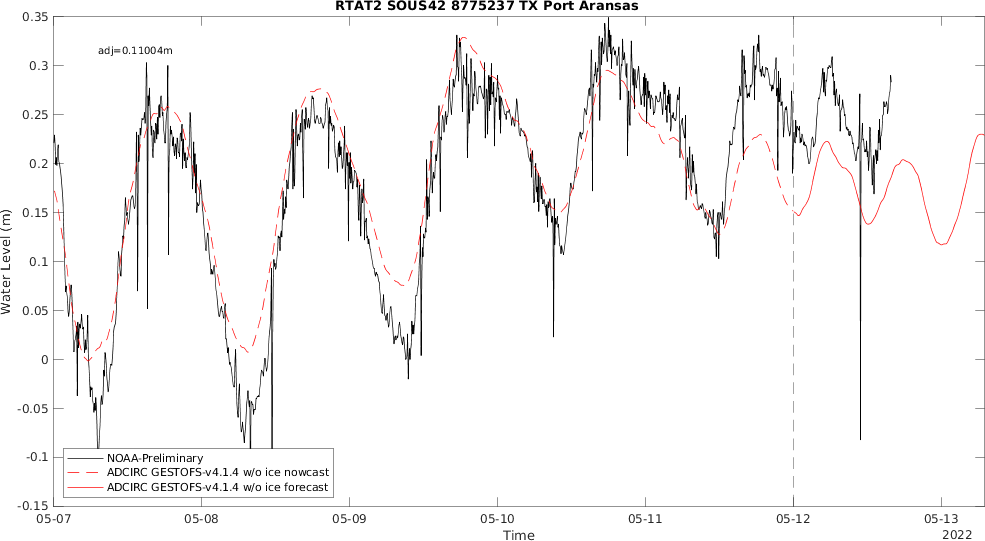 RTAT2 SOUS42 8775237 TX Port Aransas
0.35
adj=0.11004m
0.3
0.25
0.2
0.15
0.1
0.05
0
-0.05
-0.1
-0.15
Water Level (m)
NOAA-Preliminary
ADCIRC GESTOFS-v4.1.4 w/o ice nowcast
ADCIRC GESTOFS-v4.1.4 w/o ice forecast
05-07 05-08 05-09 05-10 05-11 05-12 05-13
Time
2022